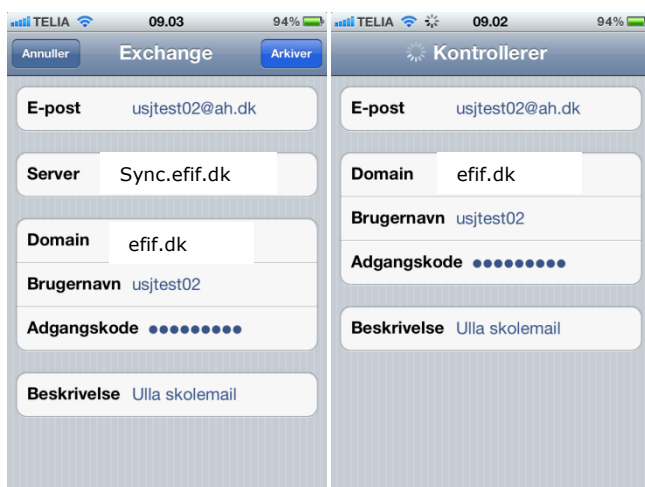 TELIA 09.03 94%
Annuller Exchange Arkiver
E-post usjtest02@ah.dk
Server Sync.efif.dk
Domain efif.dk
Brugernavn usjtest02
Adgangskode ●●●●●●●●●
Beskrivelse Ulla skolemail
TELIA 09.02 94%
Kontrollerer
E-post usjtest02@ah.dk
Domain efif.dk
Brugernavn usjtest02
Adgangskode ●●●●●●●●●
Beskrivelse Ulla skolemail